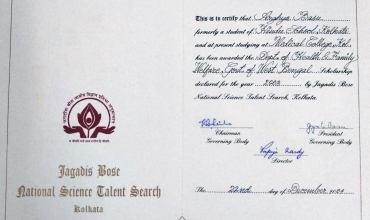 Jagadis Bose
National Science Talent Search
Kolkata
This is to certify that Arghya Basu
formerly a student of Hindu School, Kolkata
and at present studying at Medical College, Kol.
has been awarded the Dept. of Health & Family
Welfare, Govt. of West Bengal Scholarship
declared for the year 2003 by Jagadis Bose
National Science Talent Search, Kolkata.
Chairman
Governing Body
President
Governing Body
Director
The 22nd day of December